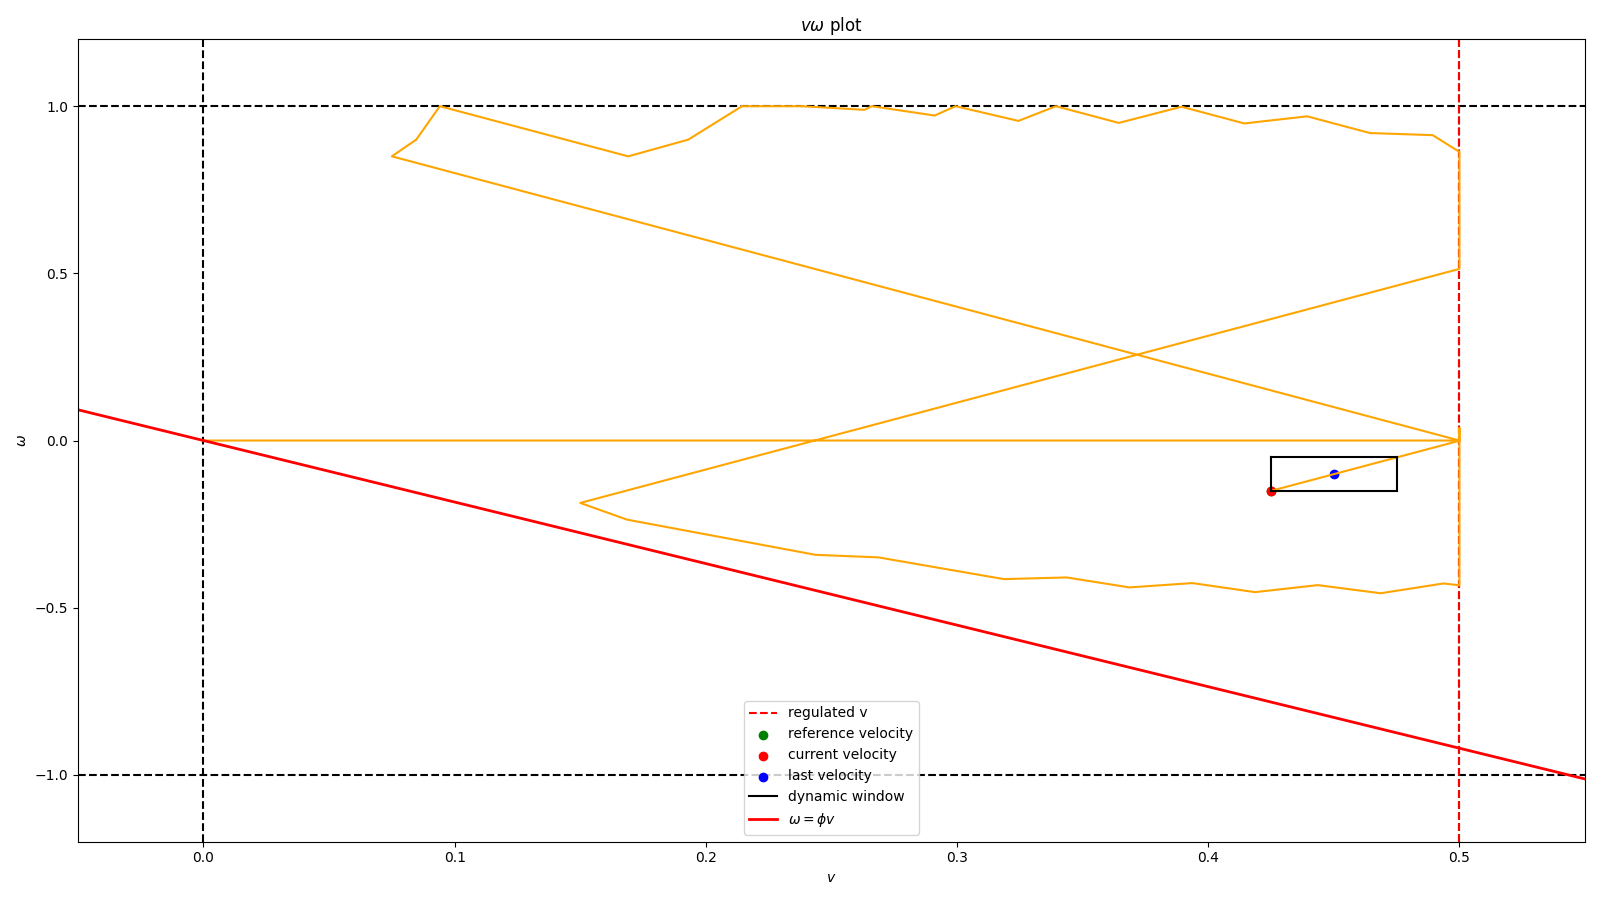 vω plot
1.0
0.5
0.0
−0.5
−1.0
ω
0.0 0.1 0.2 0.3 0.4 0.5
v
regulated v
reference velocity
current velocity
last velocity
dynamic window
ω = ϕv